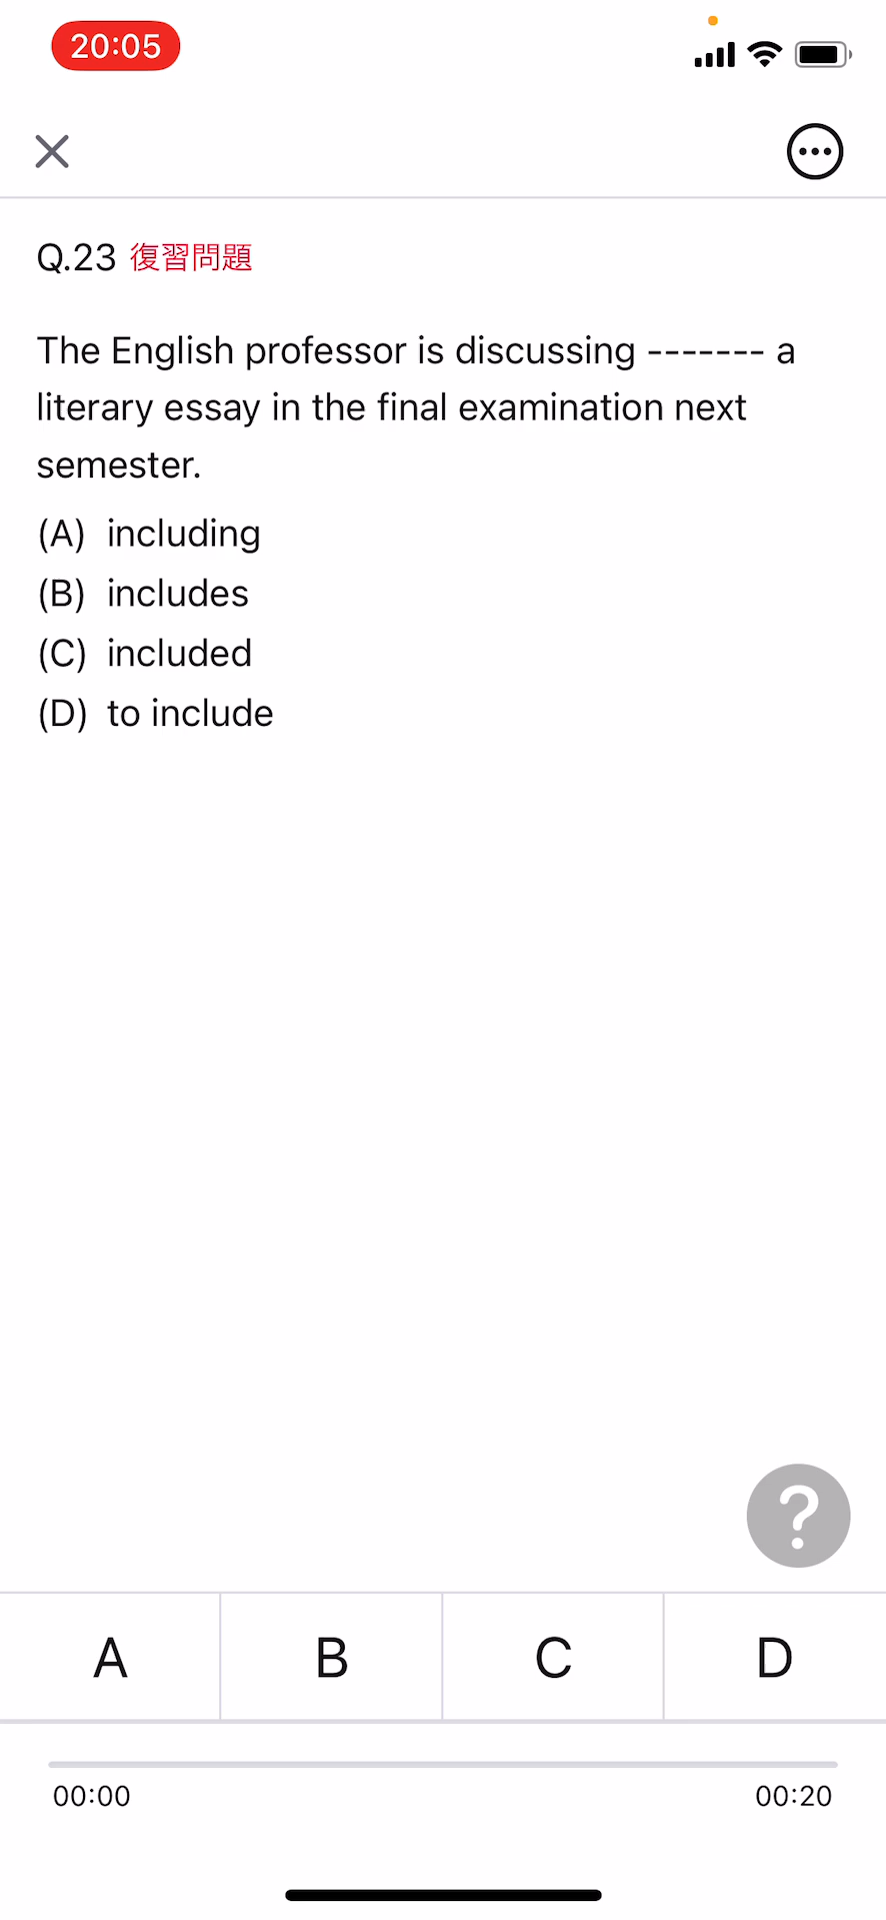 20:05
Q.23 復習問題
The English professor is discussing ------- a
literary essay in the final examination next
semester.
(A) including
(B) includes
(C) included
(D) to include
?
A B C D
00:00 00:20